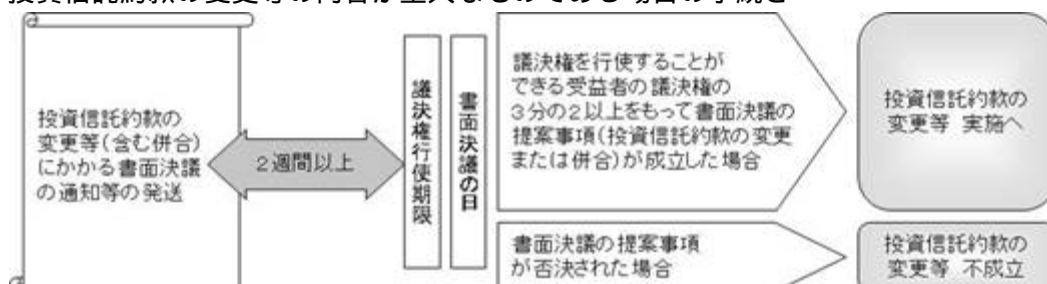 投資信託約款の変更等の内容が重大なものである場合の手続き
投資信託約款の
変更等(含む併合)
にかかる書面決議
の通知等の発送
2週間以上
議決権行使期限
書面決議の日
議決権を行使することが
できる受益者の議決権の
3分の2以上をもって書面決議の
提案事項(投資信託約款の変更
または併合)が成立した場合
投資信託約款の
変更等 実施へ
書面決議の提案事項
が否決された場合
投資信託約款の
変更等 不成立